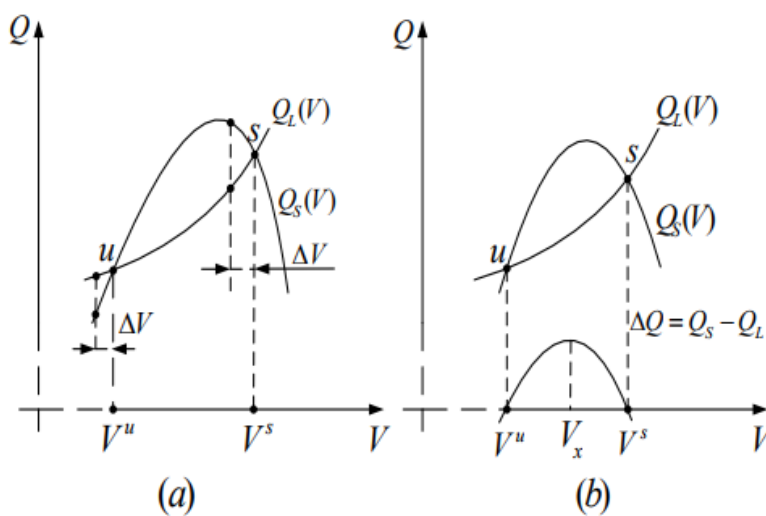 Q
Q_L(V)
s
Q_S(V)
u
ΔV
ΔV
V^u
V^s
V
(a)
Q
Q_L(V)
s
Q_S(V)
u
ΔQ = Q_S − Q_L
V^u
V_x
V^s
V
(b)